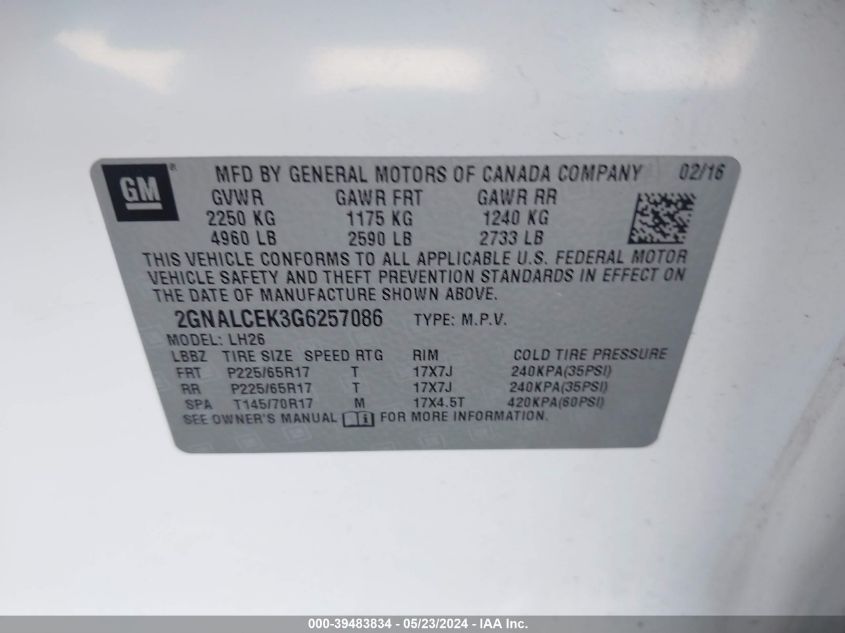 GM ® MFD BY GENERAL MOTORS OF CANADA COMPANY 02/16
GVWR GAWR FRT GAWR RR
2250 KG 1175 KG 1240 KG
4960 LB 2590 LB 2733 LB
THIS VEHICLE CONFORMS TO ALL APPLICABLE U.S. FEDERAL MOTOR
VEHICLE SAFETY AND THEFT PREVENTION STANDARDS IN EFFECT ON
THE DATE OF MANUFACTURE SHOWN ABOVE.
2GNALCEK3G6257086 TYPE: M.P.V.
MODEL: LH26
LBBZ TIRE SIZE SPEED RTG RIM COLD TIRE PRESSURE
FRT P225/65R17 T 17X7J 240KPA(35PSI)
RR P225/65R17 T 17X7J 240KPA(35PSI)
SPA T145/70R17 M 17X4.5T 420KPA(60PSI)
SEE OWNER'S MANUAL FOR MORE INFORMATION.
000-39483834 - 05/23/2024 - IAA Inc.